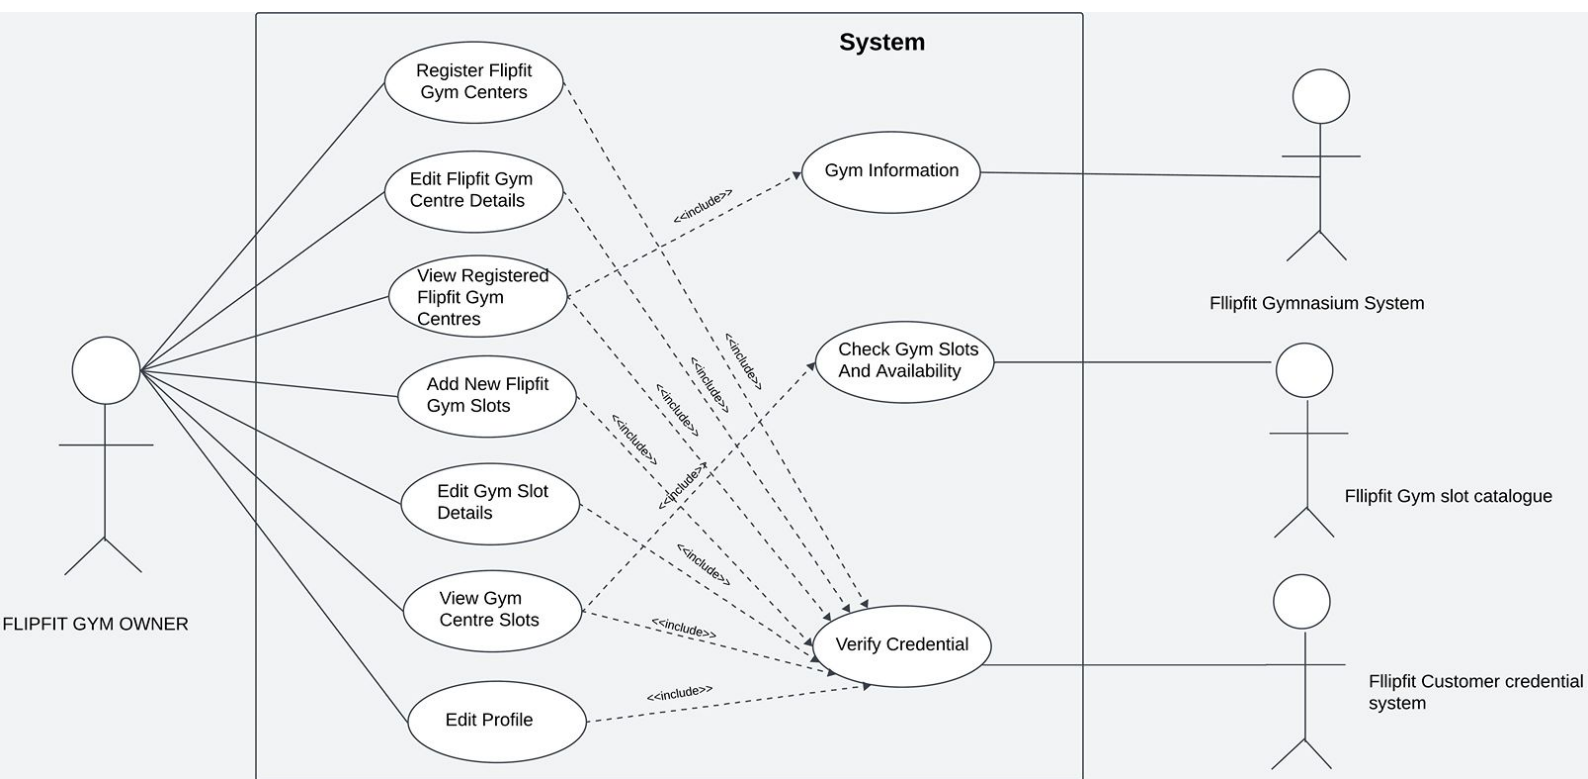 System
Register Flipfit
Gym Centers
Edit Flipfit Gym
Centre Details
View Registered
Flipfit Gym
Centres
Add New Flipfit
Gym Slots
Edit Gym Slot
Details
View Gym
Centre Slots
Edit Profile
FLIPFIT GYM OWNER
<<include>>
<<include>>
<<include>>
<<include>>
<<include>>
<<include>>
<<include>>
<<include>>
<<include>>
Gym Information
Check Gym Slots
And Availability
Verify Credential
Fllipfit Gymnasium System
Fllipfit Gym slot catalogue
Fllipfit Customer credential
system